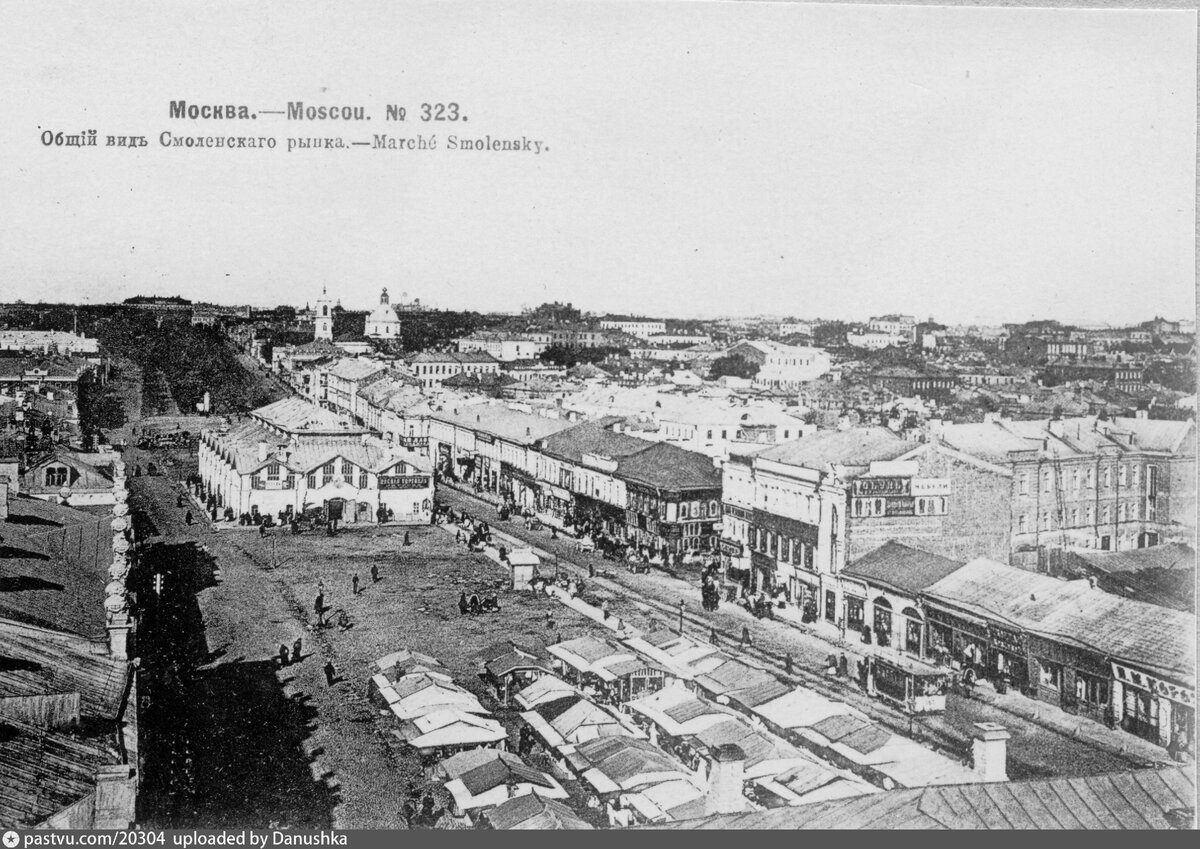 Москва.—Moscou. № 323.
Общій видъ Смоленскаго рынка.—Marché Smolensky.
pastvu.com/20304 uploaded by Danushka